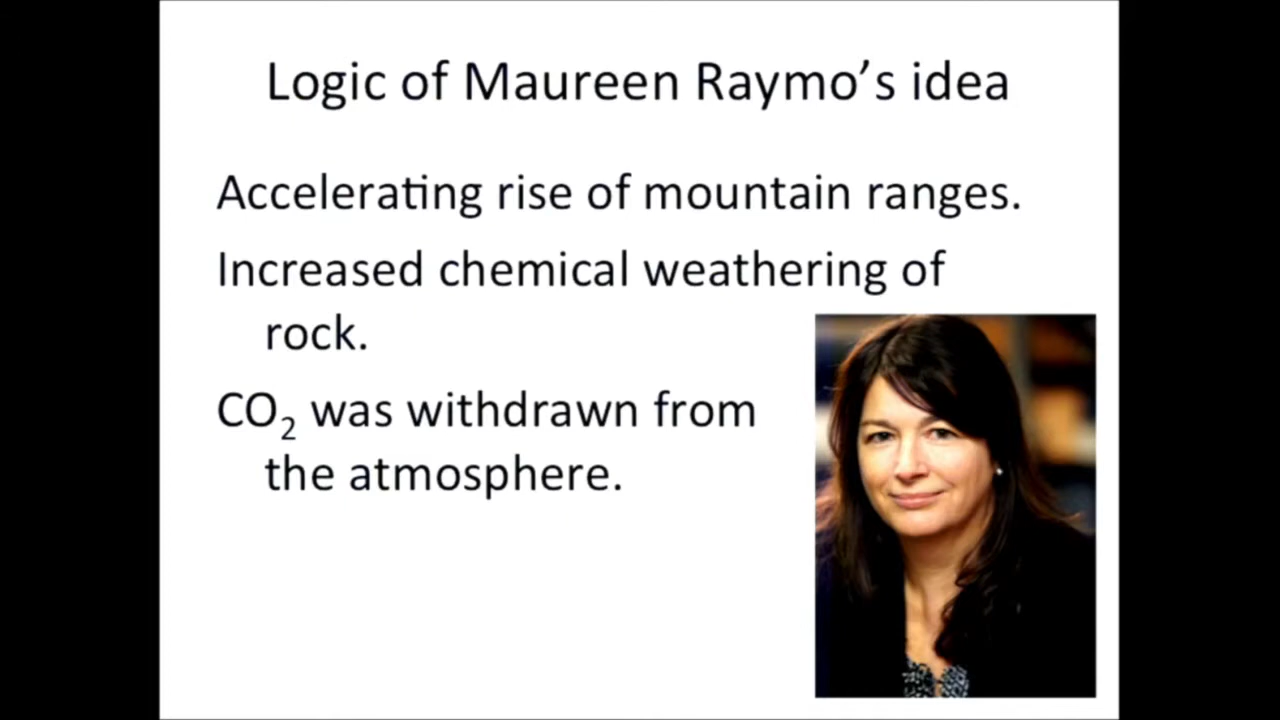 Logic of Maureen Raymo’s idea
Accelerating rise of mountain ranges.
Increased chemical weathering of
rock.
CO₂ was withdrawn from
the atmosphere.